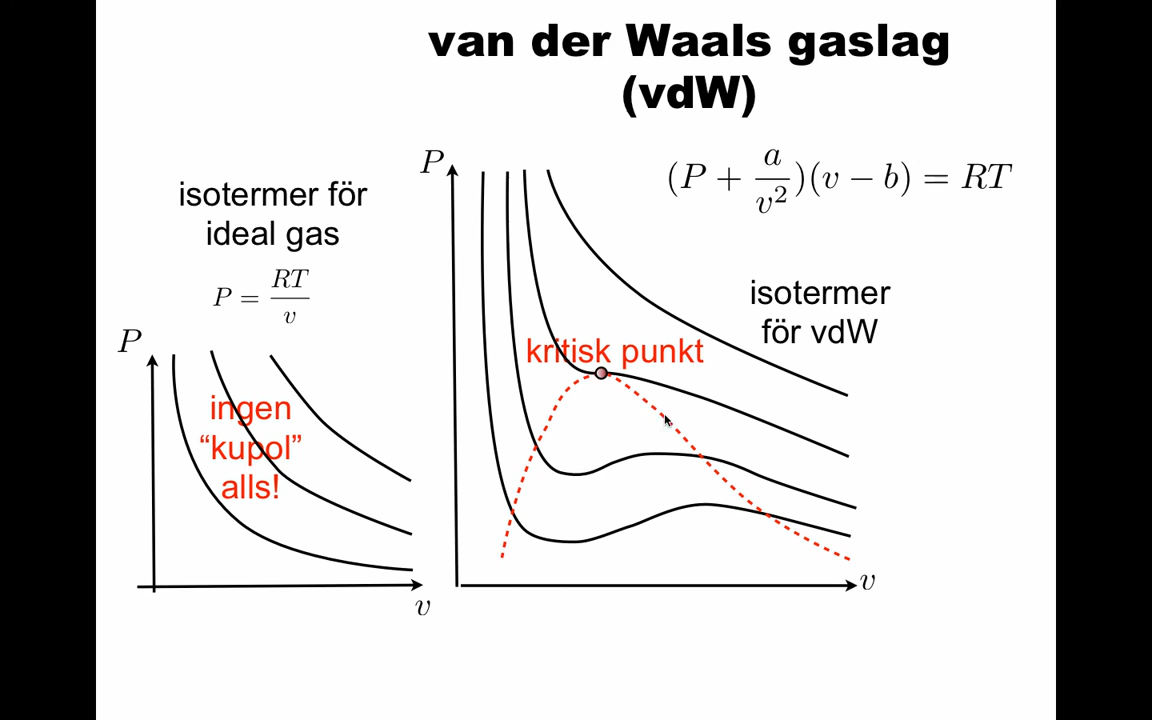 van der Waals gaslag
(vdW)
(P + a/v²)(v − b) = RT
isotermer för
ideal gas
P = RT/v
P
ingen
“kupol”
alls!
v
P
isotermer
för vdW
kritisk punkt
v